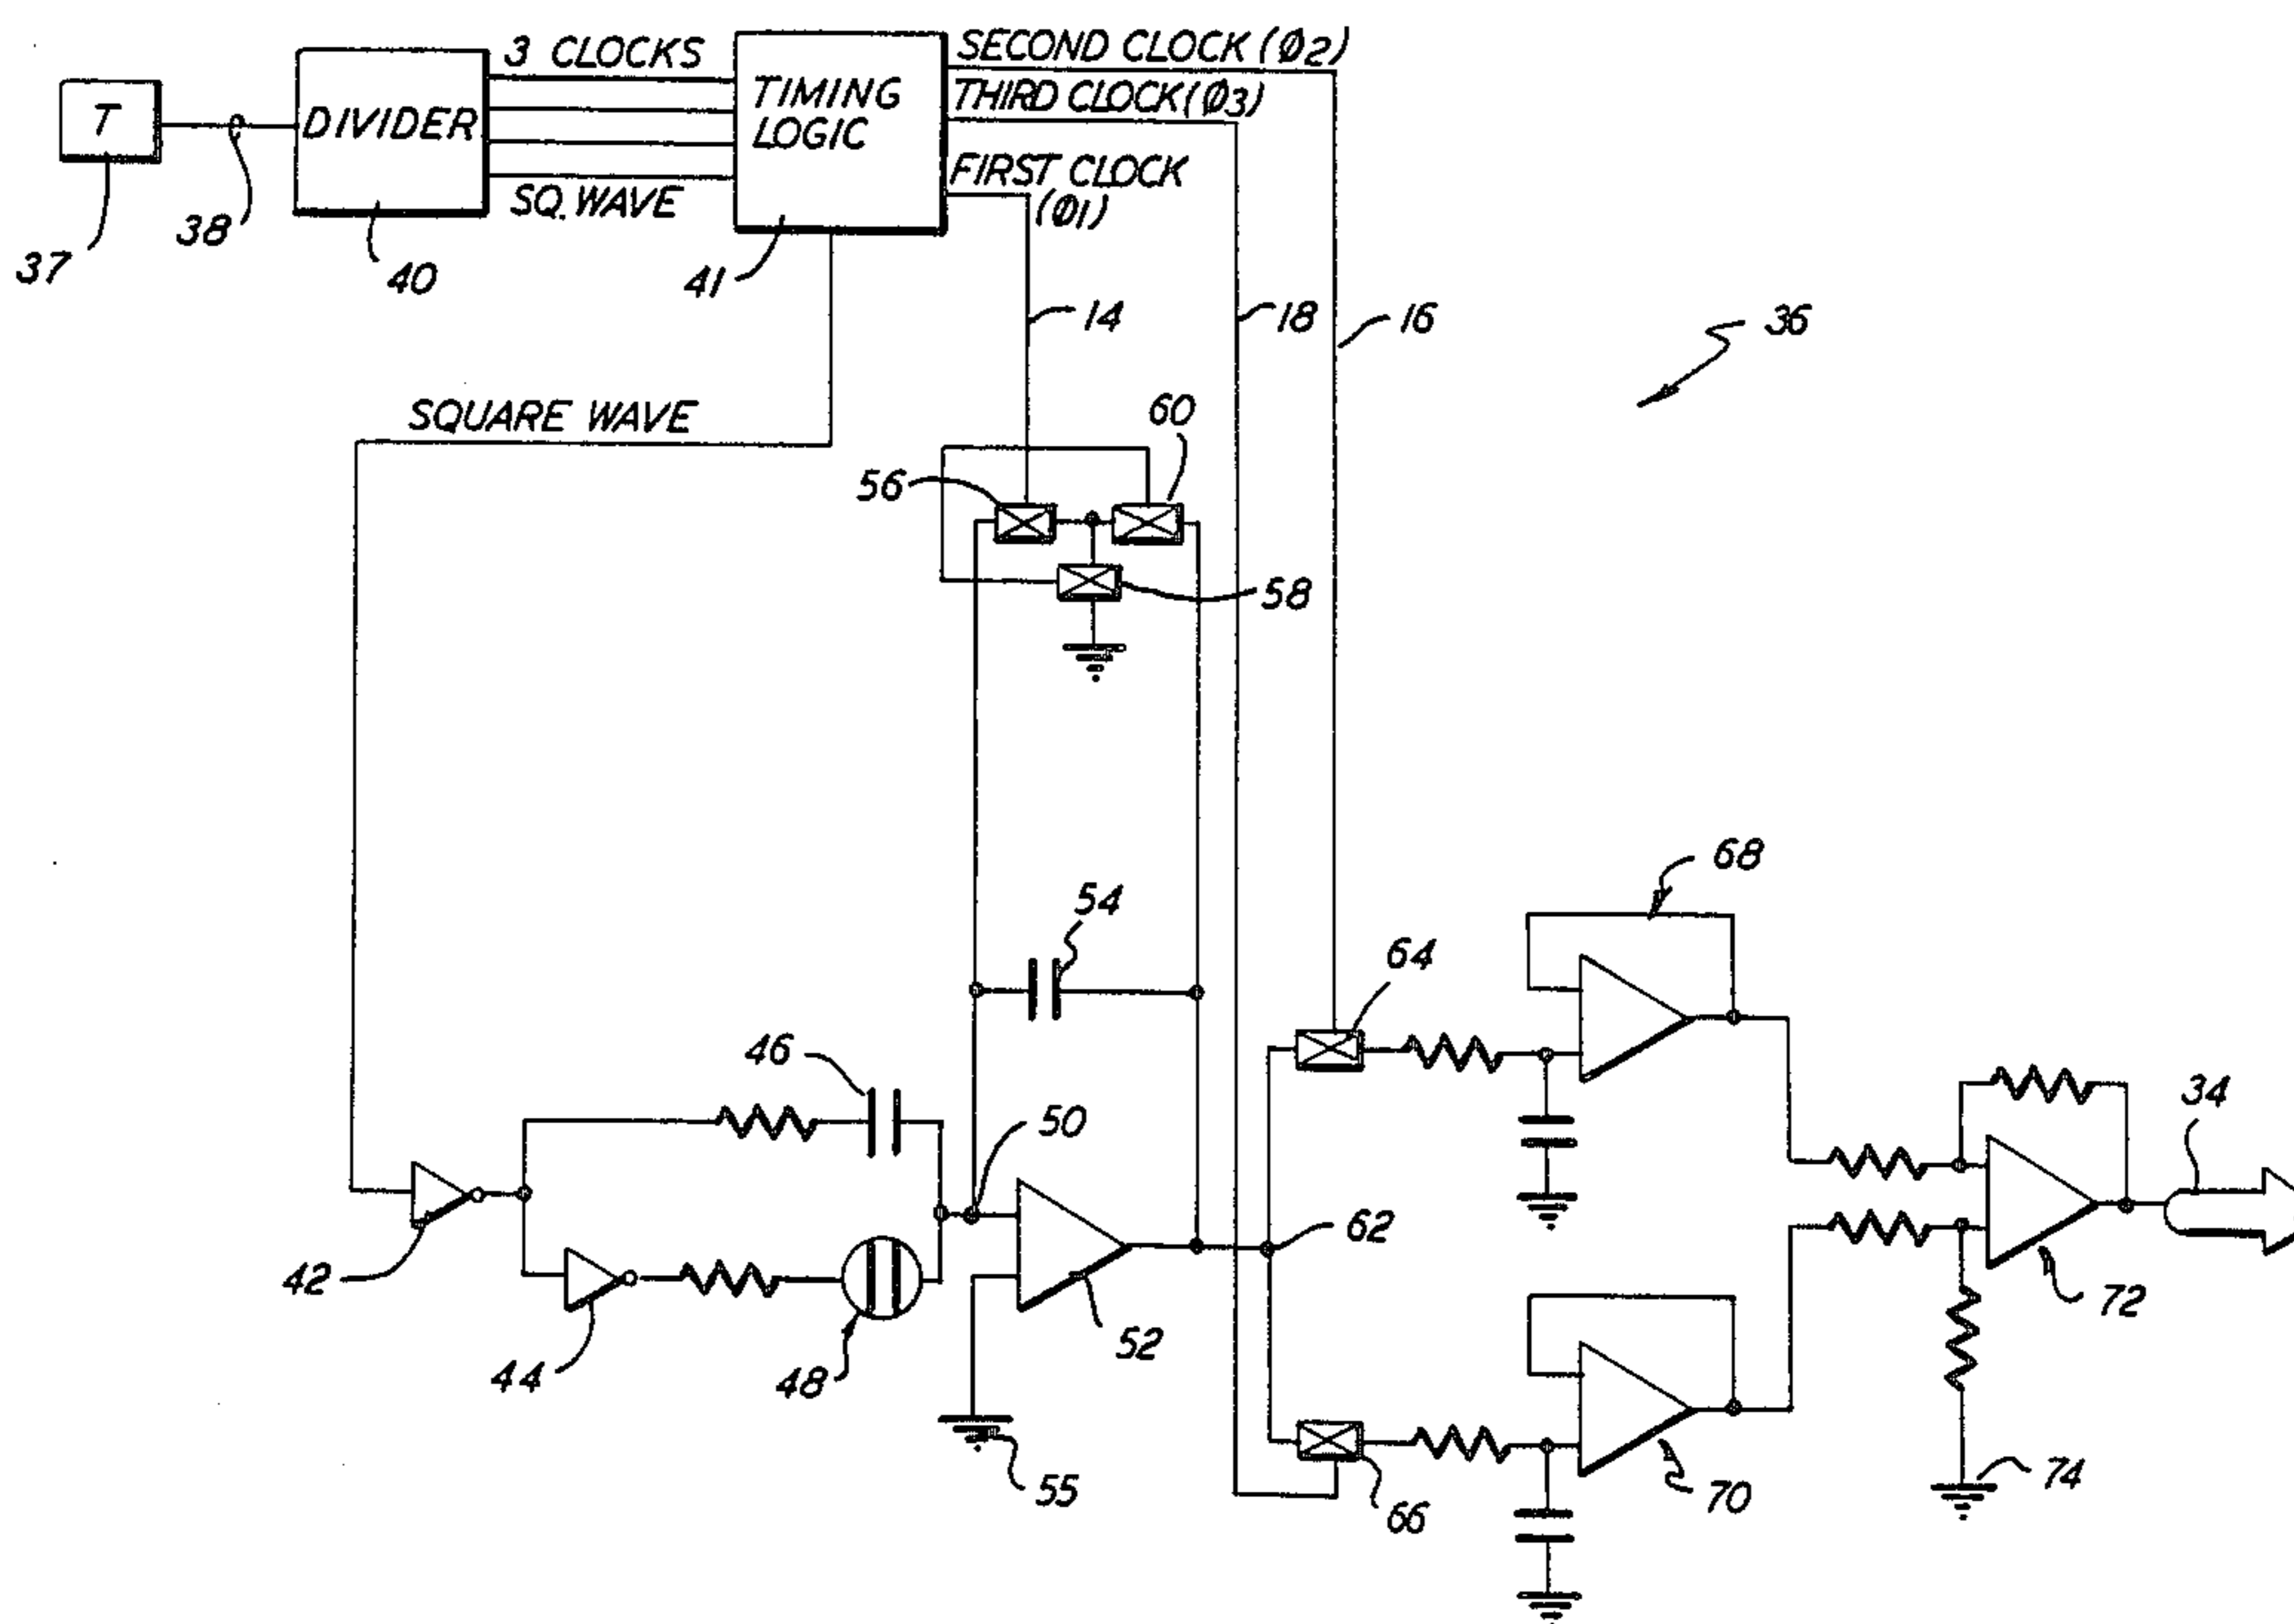 3 CLOCKS
SECOND CLOCK (Ø2)
T
DIVIDER
TIMING
LOGIC
THIRD CLOCK (Ø3)
FIRST CLOCK
(Ø1)
SQ. WAVE
37
38
40
41
14
18
16
36
SQUARE WAVE
60
56
58
68
54
64
46
50
34
62
42
44
48
52
72
55
66
70
74